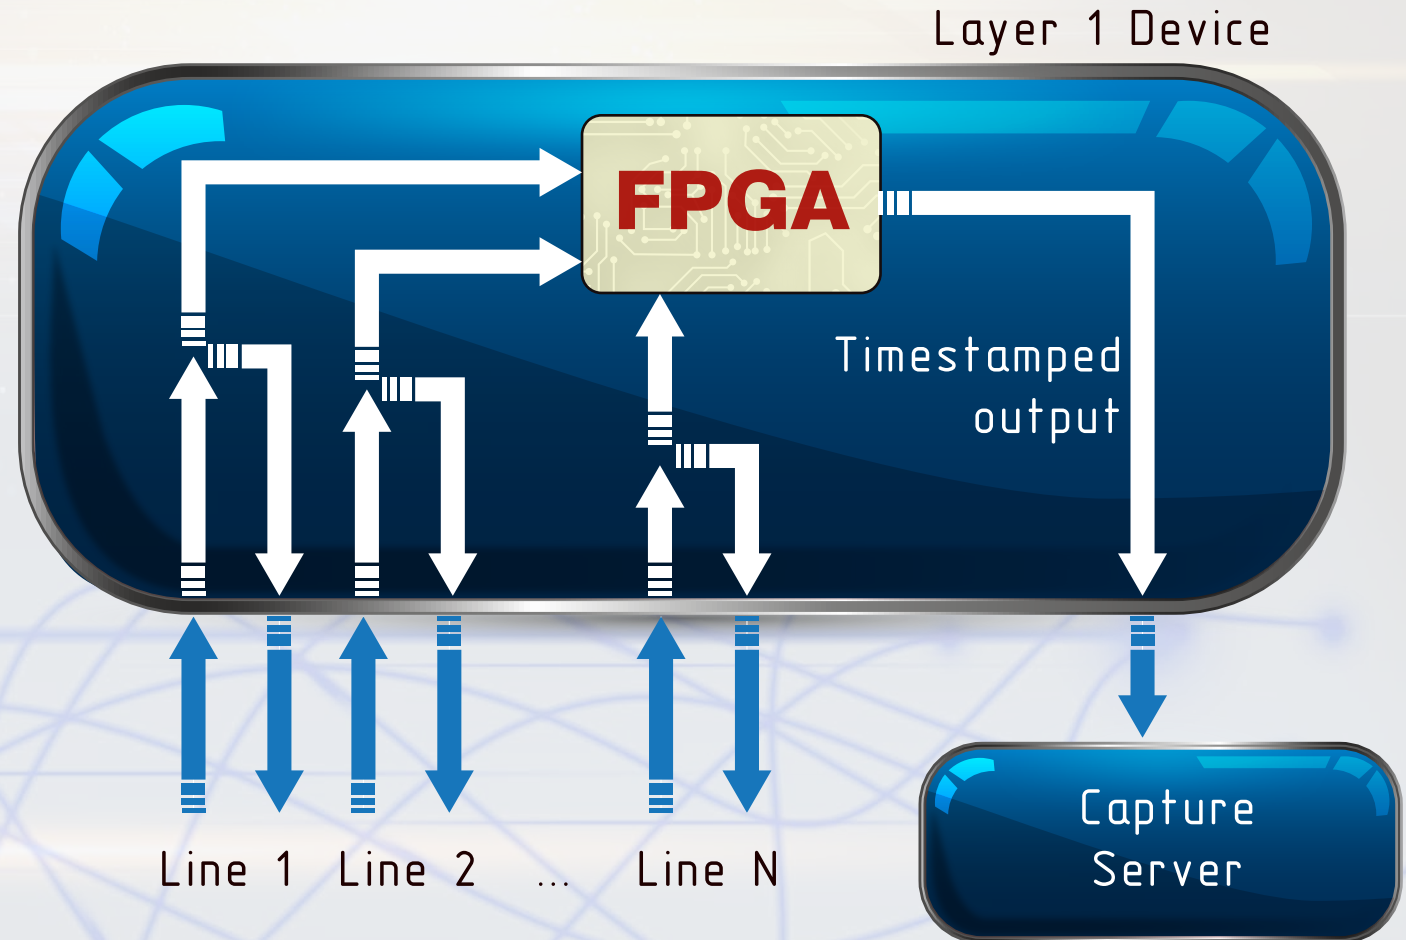 Layer 1 Device
FPGA
Timestamped
output
Line 1 Line 2 ... Line N
Capture
Server